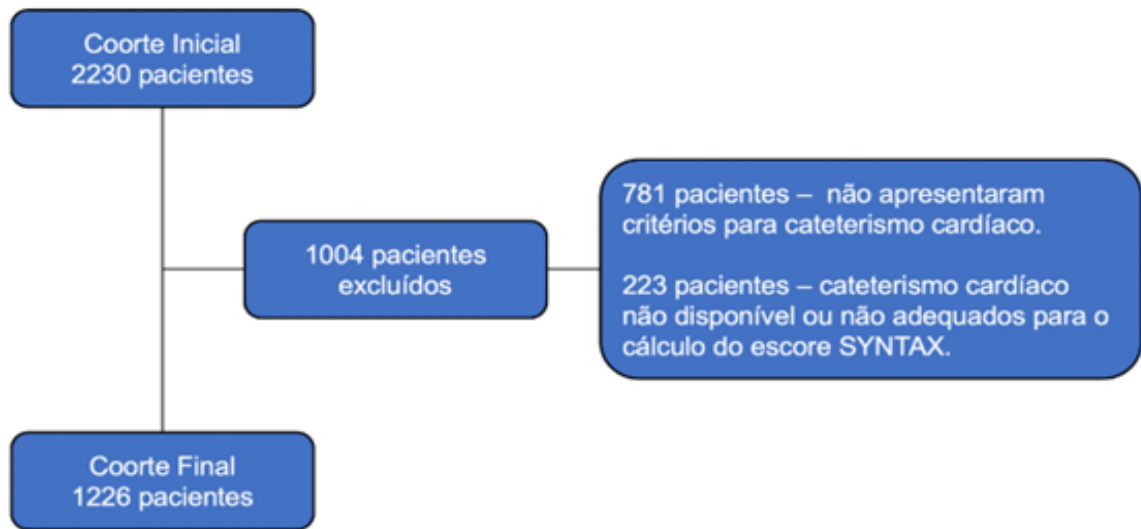 Coorte Inicial
2230 pacientes
1004 pacientes
excluídos
781 pacientes – não apresentaram
critérios para cateterismo cardíaco.
223 pacientes – cateterismo cardíaco
não disponível ou não adequados para o
cálculo do escore SYNTAX.
Coorte Final
1226 pacientes